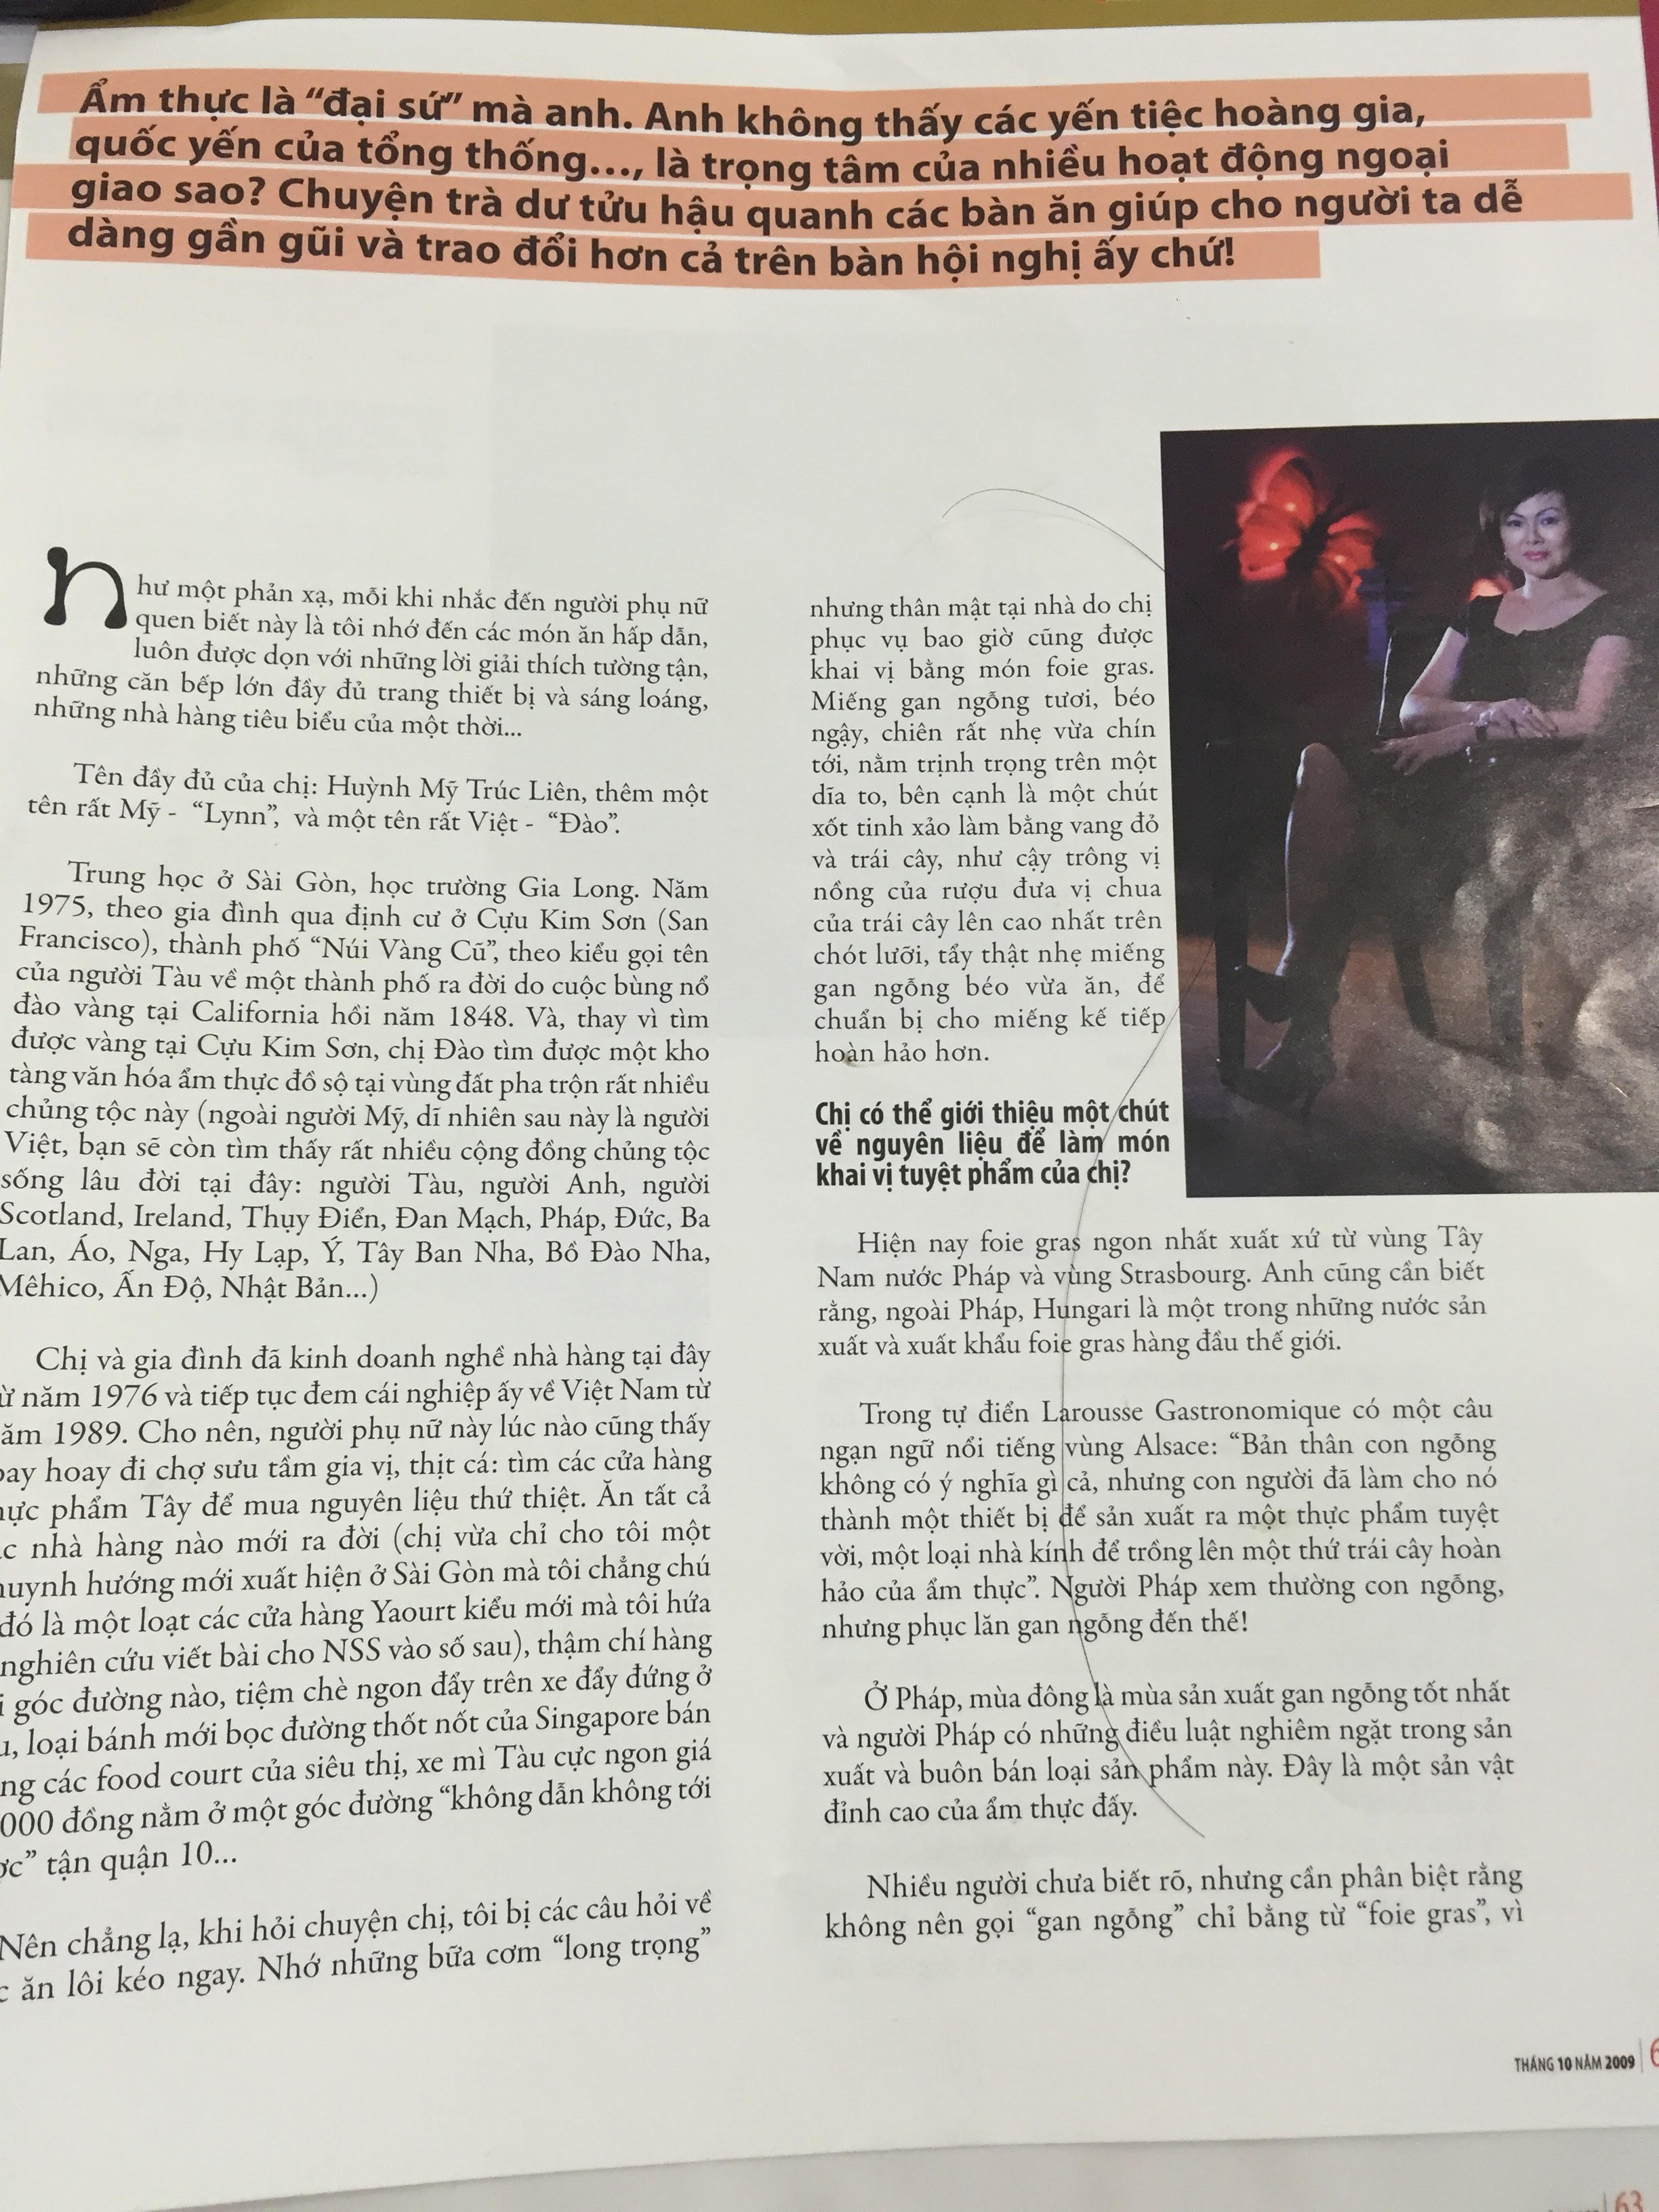 Ẩm thực là “đại sứ” mà anh. Anh không thấy các yến tiệc hoàng gia,
quốc yến của tổng thống..., là trọng tâm của nhiều hoạt động ngoại
giao sao? Chuyện trà dư tửu hậu quanh các bàn ăn giúp cho người ta dễ
dàng gần gũi và trao đổi hơn cả trên bàn hội nghị ấy chứ!
như một phản xạ, mỗi khi nhắc đến người phụ nữ
quen biết này là tôi nhớ đến các món ăn hấp dẫn,
luôn được dọn với những lời giải thích tường tận,
những căn bếp lớn đầy đủ trang thiết bị và sáng loáng,
những nhà hàng tiêu biểu của một thời...
Tên đầy đủ của chị: Huỳnh Mỹ Trúc Liên, thêm một
tên rất Mỹ - “Lynn”, và một tên rất Việt - “Đào”.
Trung học ở Sài Gòn, học trường Gia Long. Năm
1975, theo gia đình qua định cư ở Cựu Kim Sơn (San
Francisco), thành phố “Núi Vàng Cũ”, theo kiểu gọi tên
của người Tàu về một thành phố ra đời do cuộc bùng nổ
đào vàng tại California hồi năm 1848. Và, thay vì tìm
được vàng tại Cựu Kim Sơn, chị Đào tìm được một kho
tàng văn hóa ẩm thực đồ sộ tại vùng đất pha trộn rất nhiều
chủng tộc này (ngoài người Mỹ, dĩ nhiên sau này là người
Việt, bạn sẽ còn tìm thấy rất nhiều cộng đồng chủng tộc
sống lâu đời tại đây: người Tàu, người Anh, người
Scotland, Ireland, Thụy Điển, Đan Mạch, Pháp, Đức, Ba
Lan, Áo, Nga, Hy Lạp, Ý, Tây Ban Nha, Bồ Đào Nha,
Mêhico, Ấn Độ, Nhật Bản...)
Chị và gia đình đã kinh doanh nghề nhà hàng tại đây
năm 1976 và tiếp tục đem cái nghiệp ấy về Việt Nam từ
1989. Cho nên, người phụ nữ này lúc nào cũng thấy
hoay đi chợ sưu tầm gia vị, thịt cá: tìm các cửa hàng
phẩm Tây để mua nguyên liệu thứ thiệt. Ăn tất cả
nhà hàng nào mới ra đời (chị vừa chỉ cho tôi một
hướng mới xuất hiện ở Sài Gòn mà tôi chẳng chú
đó là một loạt các cửa hàng Yaourt kiểu mới mà tôi hứa
nghiên cứu viết bài cho NSS vào số sau), thậm chí hàng
góc đường nào, tiệm chè ngon đẩy trên xe đẩy đứng ở
loại bánh mới bọc đường thốt nốt của Singapore bán
các food court của siêu thị, xe mì Tàu cực ngon giá
000 đồng nằm ở một góc đường “không dẫn không tới
tận quận 10...
Nên chẳng lạ, khi hỏi chuyện chị, tôi bị các câu hỏi về
ăn lôi kéo ngay. Nhớ những bữa cơm “long trọng”
nhưng thân mật tại nhà do chị
phục vụ bao giờ cũng được
khai vị bằng món foie gras.
Miếng gan ngỗng tươi, béo
ngậy, chiên rất nhẹ vừa chín
tới, nằm trịnh trọng trên một
dĩa to, bên cạnh là một chút
xốt tinh xảo làm bằng vang đỏ
và trái cây, như cậy trông vị
nồng của rượu đưa vị chua
của trái cây lên cao nhất trên
chót lưỡi, tẩy thật nhẹ miếng
gan ngỗng béo vừa ăn, để
chuẩn bị cho miếng kế tiếp
hoàn hảo hơn.
Chị có thể giới thiệu một chút
về nguyên liệu để làm món
khai vị tuyệt phẩm của chị?
Hiện nay foie gras ngon nhất xuất xứ từ vùng Tây
Nam nước Pháp và vùng Strasbourg. Anh cũng cần biết
rằng, ngoài Pháp, Hungari là một trong những nước sản
xuất và xuất khẩu foie gras hàng đầu thế giới.
Trong tự điển Larousse Gastronomique có một câu
ngạn ngữ nổi tiếng vùng Alsace: “Bản thân con ngỗng
không có ý nghĩa gì cả, nhưng con người đã làm cho nó
thành một thiết bị để sản xuất ra một thực phẩm tuyệt
vời, một loại nhà kính để trồng lên một thứ trái cây hoàn
hảo của ẩm thực”. Người Pháp xem thường con ngỗng,
nhưng phục lăn gan ngỗng đến thế!
Ở Pháp, mùa đông là mùa sản xuất gan ngỗng tốt nhất
và người Pháp có những điều luật nghiêm ngặt trong sản
xuất và buôn bán loại sản phẩm này. Đây là một sản vật
đỉnh cao của ẩm thực đấy.
Nhiều người chưa biết rõ, nhưng cần phân biệt rằng
không nên gọi “gan ngỗng” chỉ bằng từ “foie gras”, vì
THÁNG 10 NĂM 2009
63